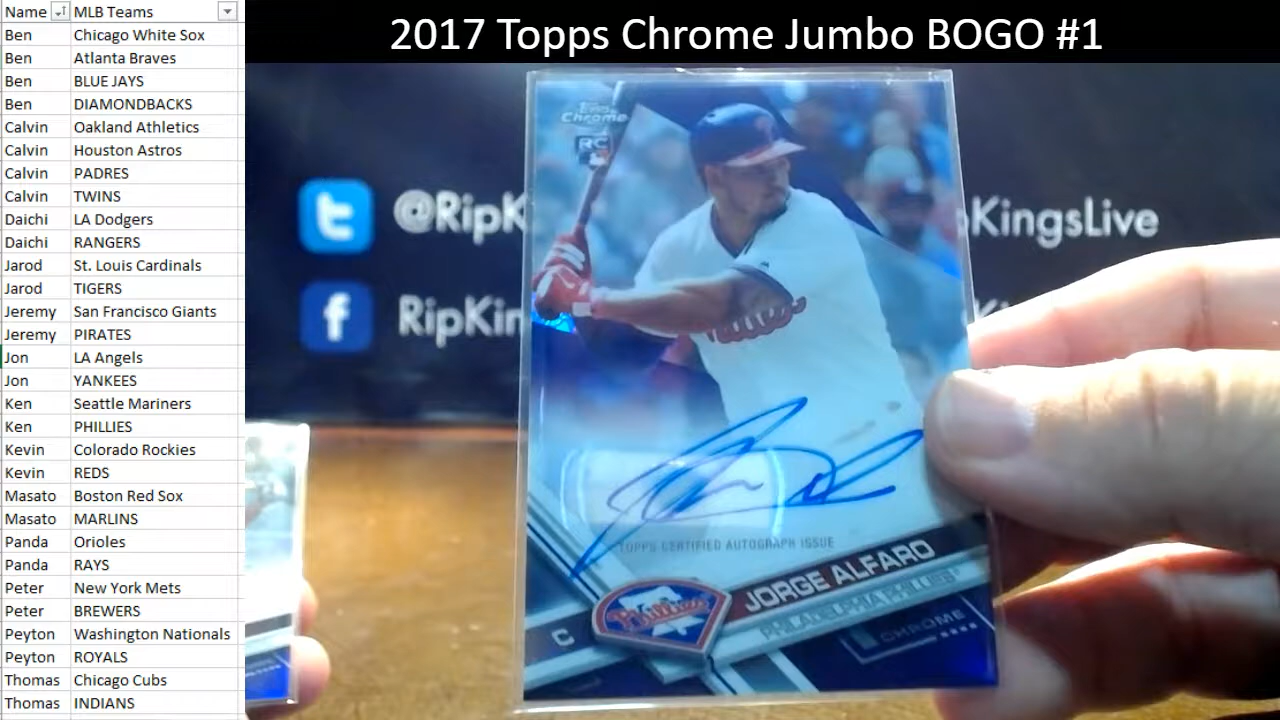 Name MLB Teams
Ben Chicago White Sox
Ben Atlanta Braves
Ben BLUE JAYS
Ben DIAMONDBACKS
Calvin Oakland Athletics
Calvin Houston Astros
Calvin PADRES
Calvin TWINS
Daichi LA Dodgers
Daichi RANGERS
Jarod St. Louis Cardinals
Jarod TIGERS
Jeremy San Francisco Giants
Jeremy PIRATES
Jon LA Angels
Jon YANKEES
Ken Seattle Mariners
Ken PHILLIES
Kevin Colorado Rockies
Kevin REDS
Masato Boston Red Sox
Masato MARLINS
Panda Orioles
Panda RAYS
Peter New York Mets
Peter BREWERS
Peyton Washington Nationals
Peyton ROYALS
Thomas Chicago Cubs
Thomas INDIANS
2017 Topps Chrome Jumbo BOGO #1
Topps
Chrome
RC
@RipK
pKingsLive
RipKin
Phillies
TOPPS CERTIFIED AUTOGRAPH ISSUE
JORGE ALFARO
PHILADELPHIA PHILLIES
Phillies
C
CHROME